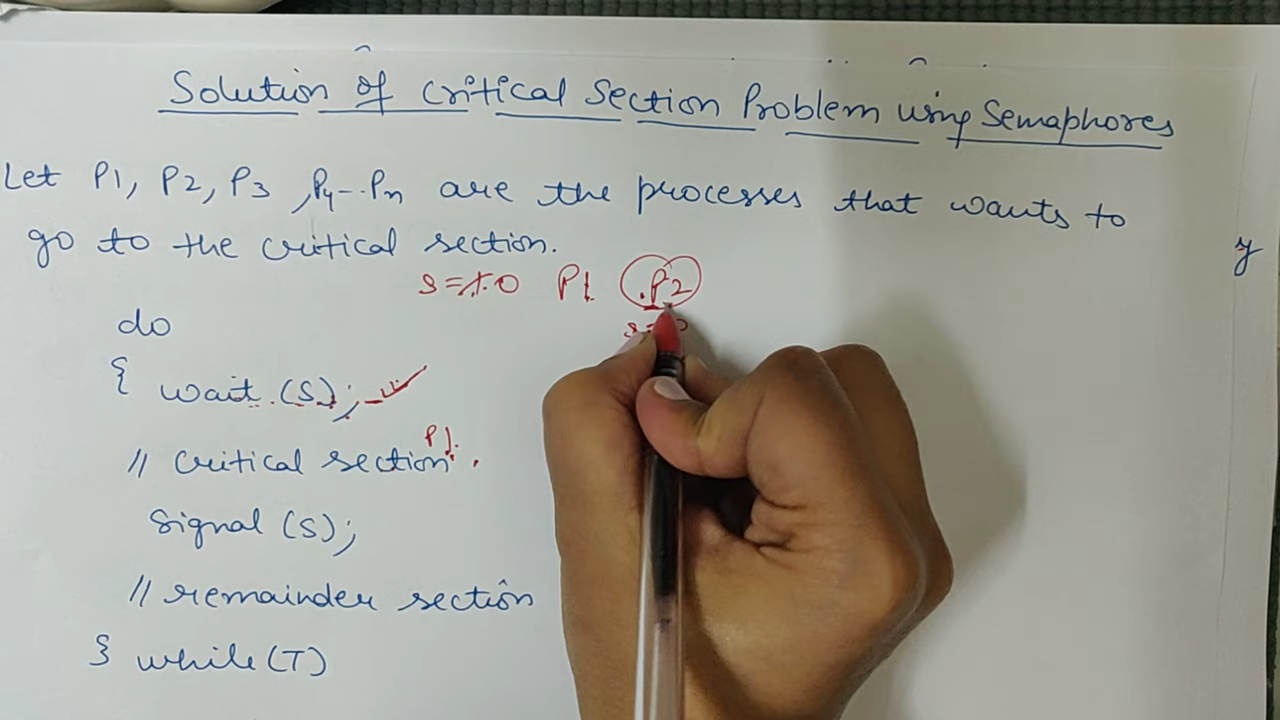 Solution of Critical Section Problem using Semaphores
Let P1, P2, P3 ,P4-..Pn are the processes that wants to
go to the critical section.
y
s=1 0 P1 .P2
do
{ wait (S);
P1.
// critical section
signal (S);
// remainder section
} while(T)